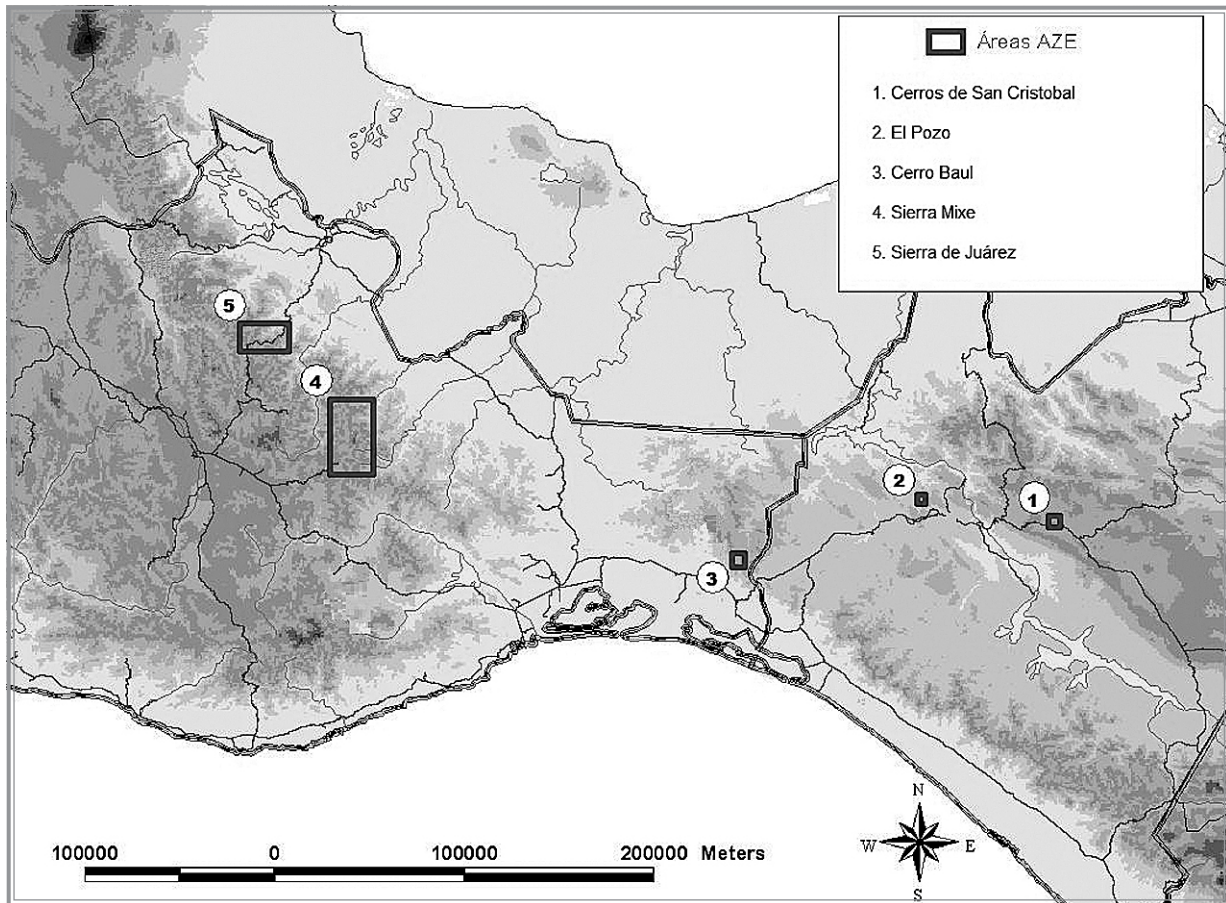 Áreas AZE
1. Cerros de San Cristobal
2. El Pozo
3. Cerro Baul
4. Sierra Mixe
5. Sierra de Juárez
5
4
2
1
3
N
W E
S
100000 0 100000 200000 Meters